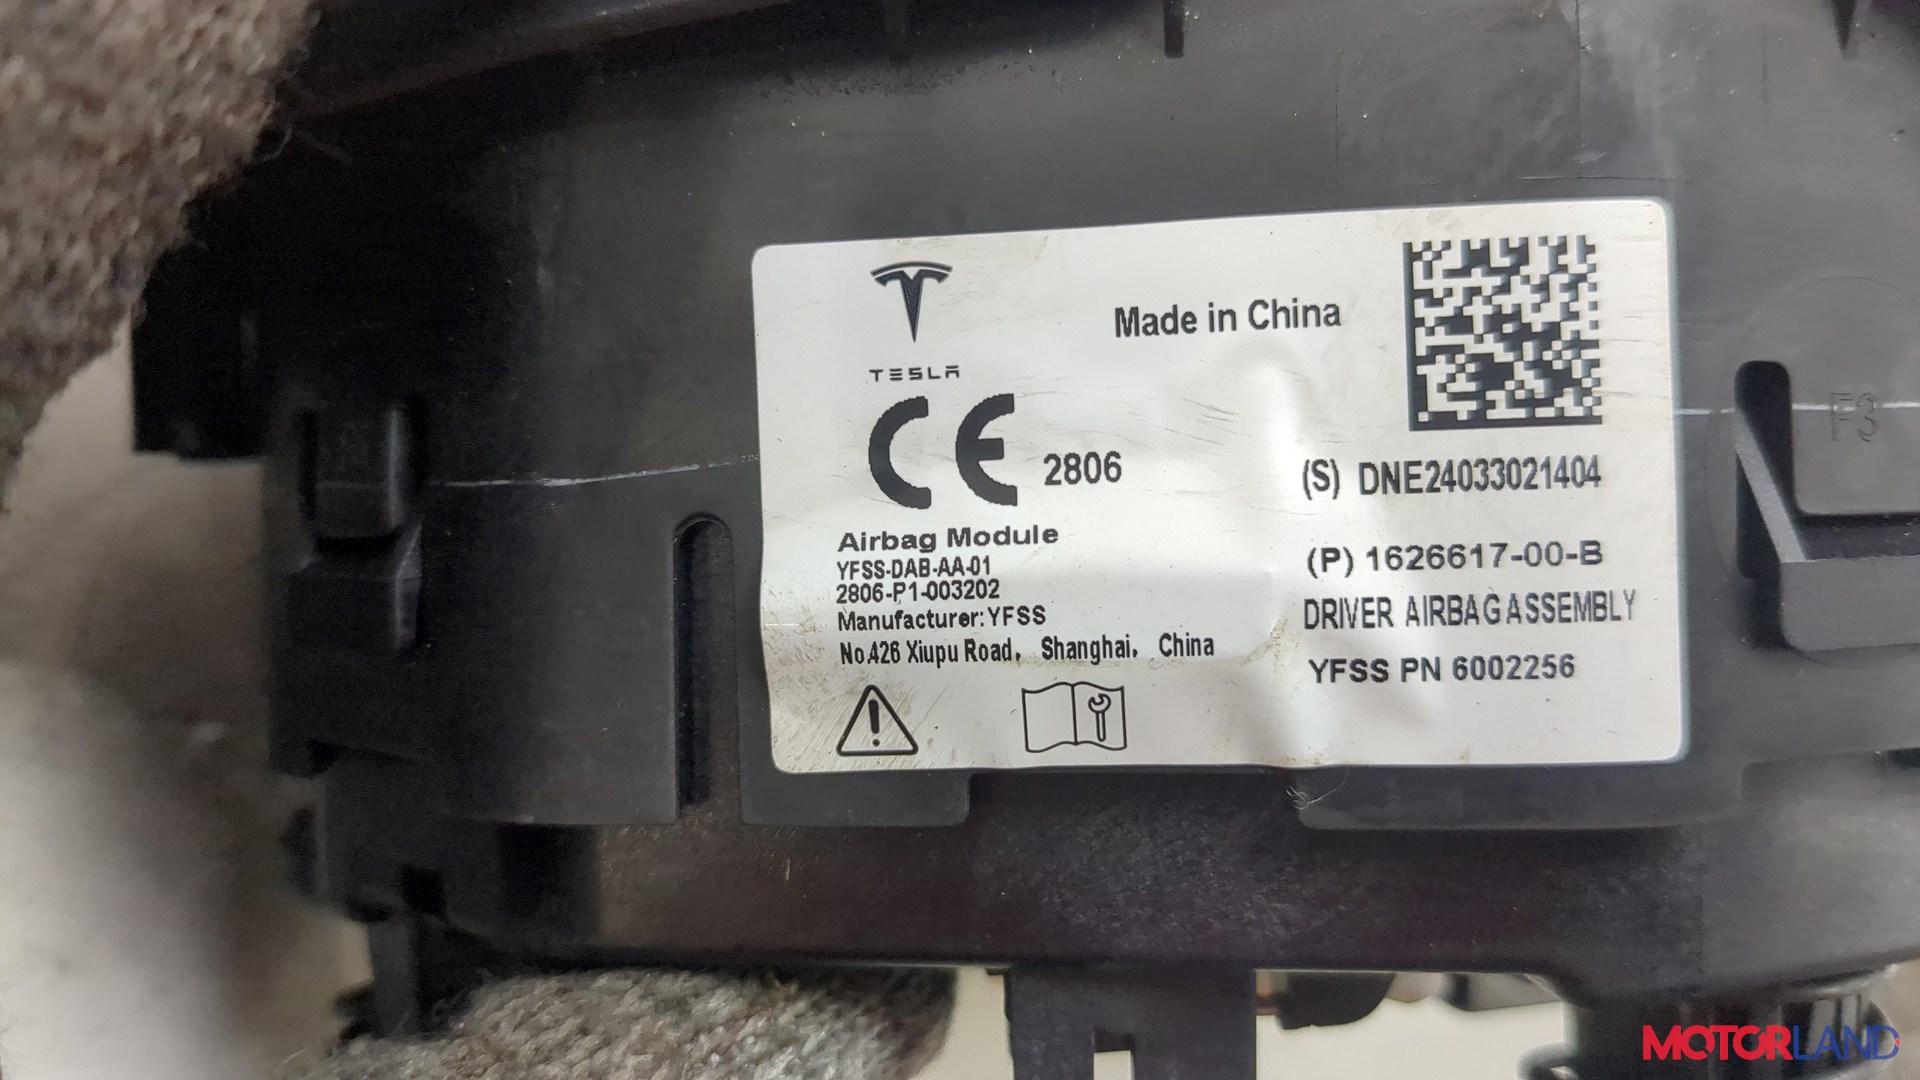 TESLA
Made in China
CE 2806
(S) DNE24033021404
Airbag Module
YFSS-DAB-AA-01
2806-P1-003202
Manufacturer:YFSS
No.426 Xiupu Road, Shanghai, China
(P) 1626617-00-B
DRIVER AIRBAG ASSEMBLY
YFSS PN 6002256
F3
MOTORLAND